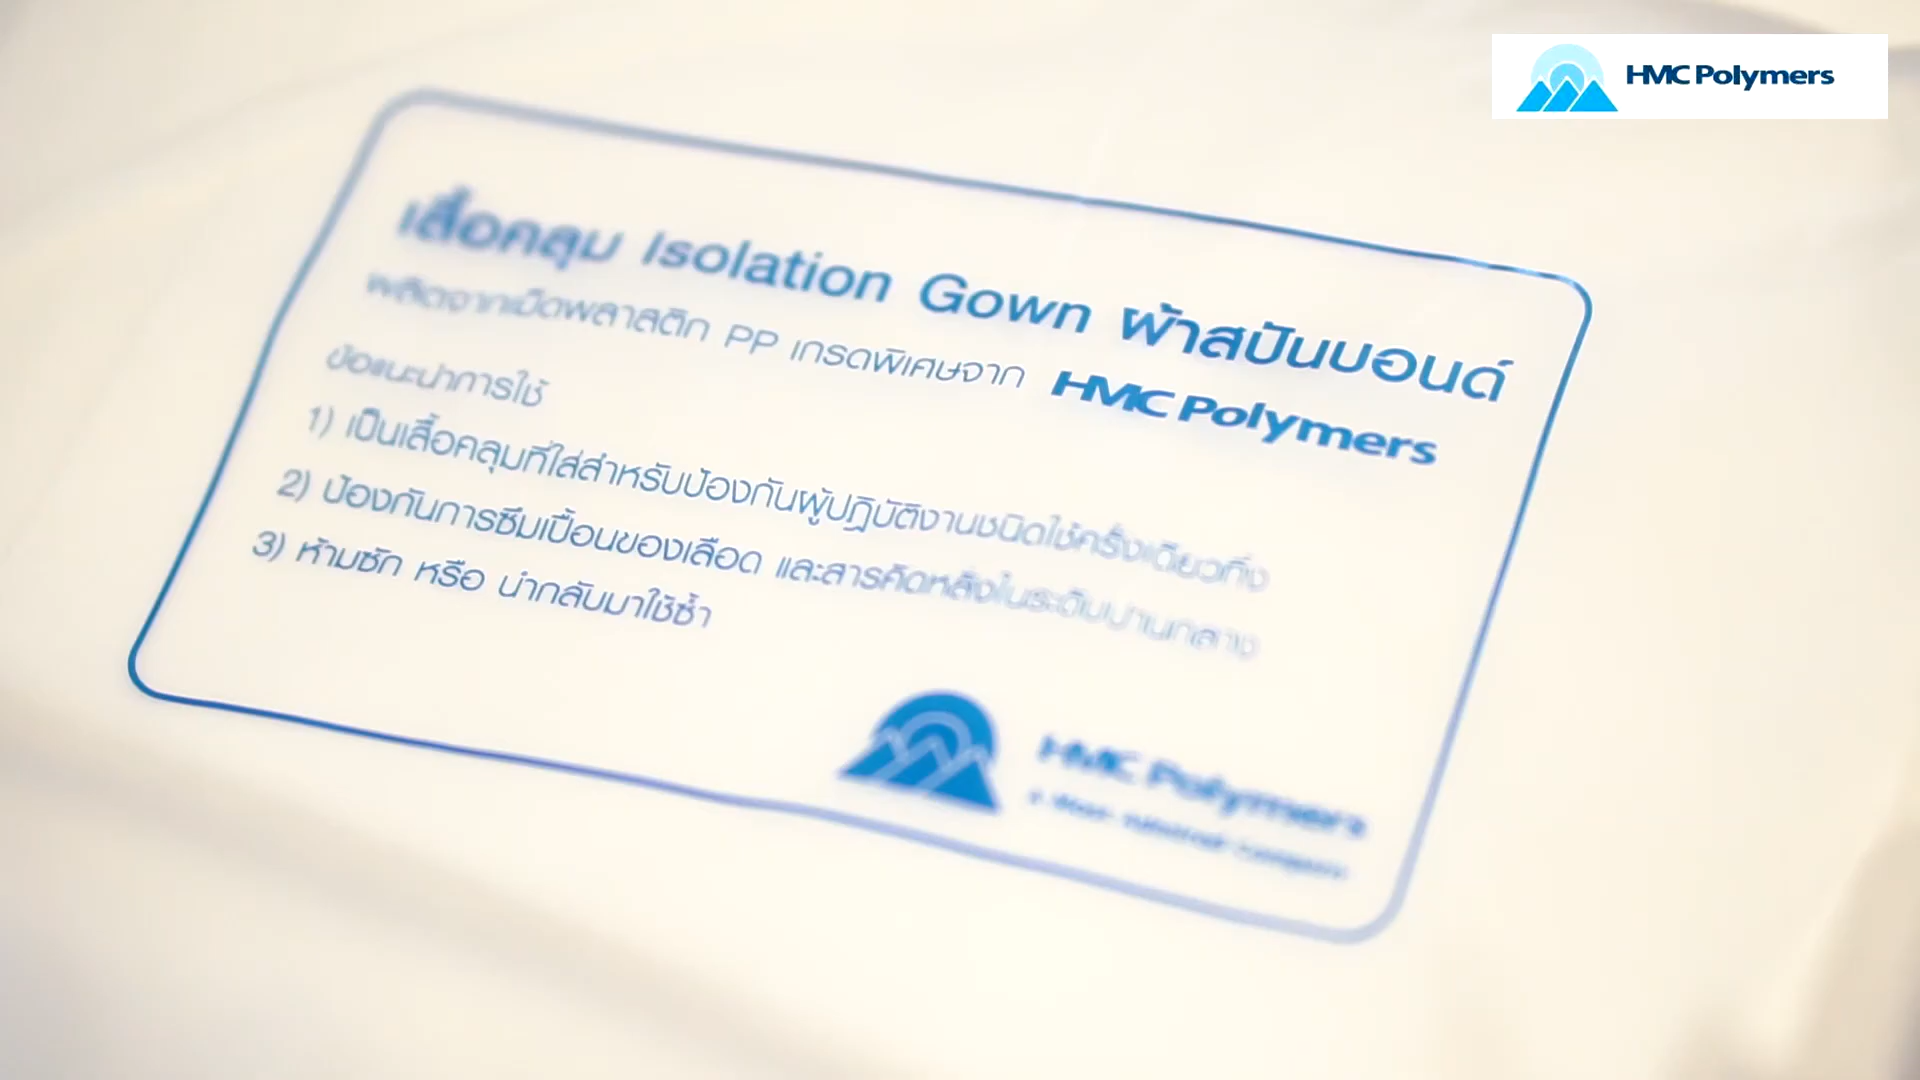 HMC Polymers
เสื้อคลุม Isolation Gown ผ้าสปันบอนด์
ผลิตจากเม็ดพลาสติก PP เกรดพิเศษจาก HMC Polymers
ข้อแนะนำการใช้
1) เป็นเสื้อคลุมที่ใส่สำหรับป้องกันผู้ปฏิบัติงานชนิดใช้ครั้งเดียวทิ้ง
2) ป้องกันการซึมเปื้อนของเลือด และสารคัดหลั่งในระดับปานกลาง
3) ห้ามซัก หรือ นำกลับมาใช้ซ้ำ
HMC Polymers